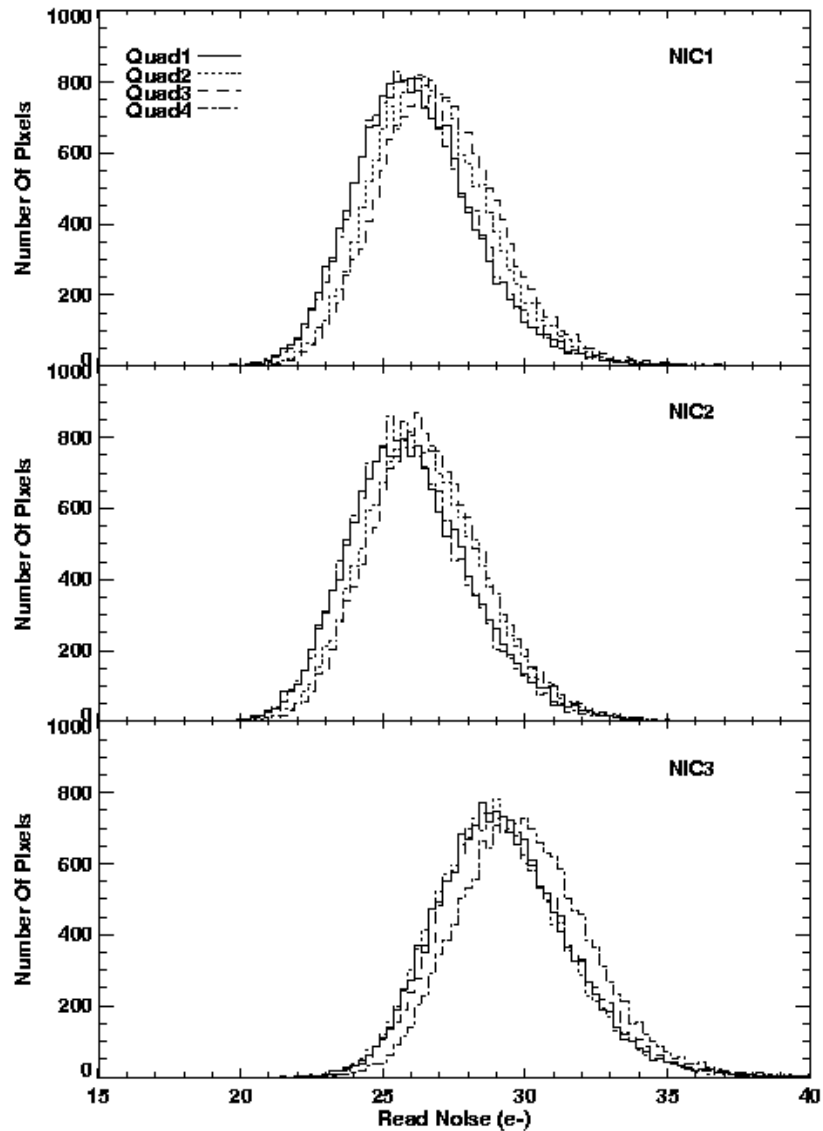 1000
800
600
400
200
0
Number Of Pixels
Quad1
Quad2
Quad3
Quad4
NIC1
1000
800
600
400
200
0
Number Of Pixels
NIC2
1000
800
600
400
200
0
Number Of Pixels
NIC3
15 20 25 30 35 40
Read Noise (e-)